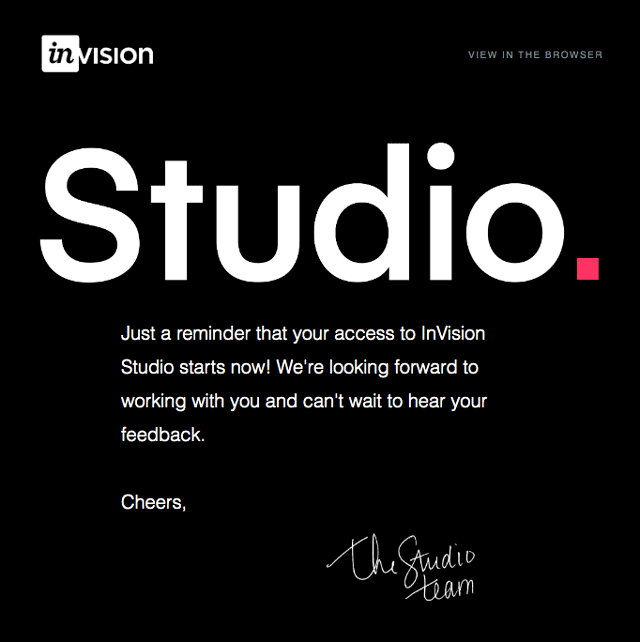 invision
VIEW IN THE BROWSER
Studio.
Just a reminder that your access to InVision
Studio starts now! We're looking forward to
working with you and can't wait to hear your
feedback.
Cheers,
the Studio
team